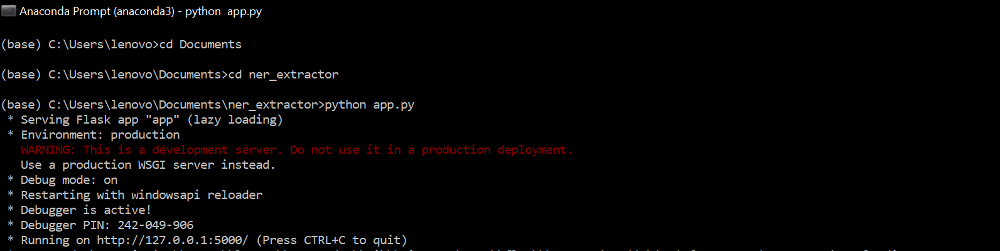 Anaconda Prompt (anaconda3) - python  app.py
(base) C:\Users\lenovo>cd Documents
(base) C:\Users\lenovo\Documents>cd ner_extractor
(base) C:\Users\lenovo\Documents\ner_extractor>python app.py
 * Serving Flask app "app" (lazy loading)
 * Environment: production
   WARNING: This is a development server. Do not use it in a production deployment.
   Use a production WSGI server instead.
 * Debug mode: on
 * Restarting with windowsapi reloader
 * Debugger is active!
 * Debugger PIN: 242-049-906
 * Running on http://127.0.0.1:5000/ (Press CTRL+C to quit)